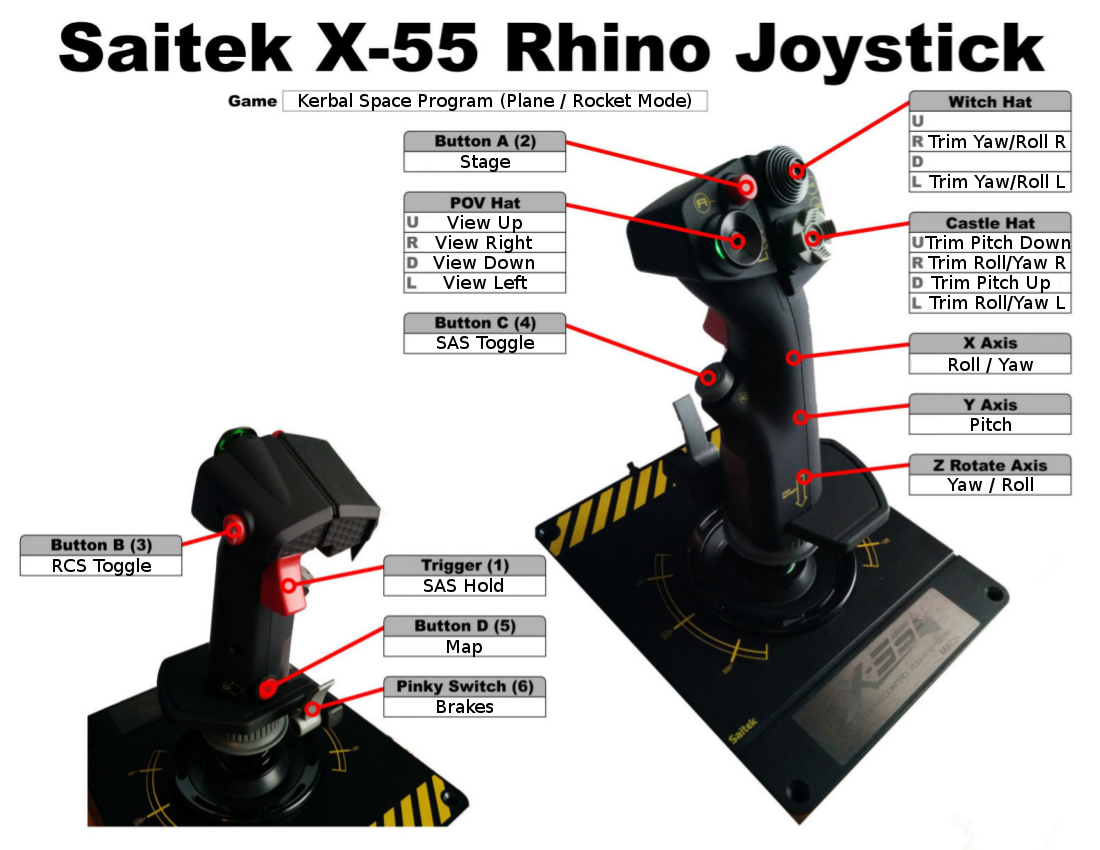 Saitek X-55 Rhino Joystick
Game Kerbal Space Program (Plane / Rocket Mode)
Button A (2)
Stage
POV Hat
U View Up
R View Right
D View Down
L View Left
Button C (4)
SAS Toggle
Witch Hat
U
R Trim Yaw/Roll R
D
L Trim Yaw/Roll L
Castle Hat
U Trim Pitch Down
R Trim Roll/Yaw R
D Trim Pitch Up
L Trim Roll/Yaw L
X Axis
Roll / Yaw
Y Axis
Pitch
Z Rotate Axis
Yaw / Roll
Button B (3)
RCS Toggle
Trigger (1)
SAS Hold
Button D (5)
Map
Pinky Switch (6)
Brakes
A
X-55
Saitek